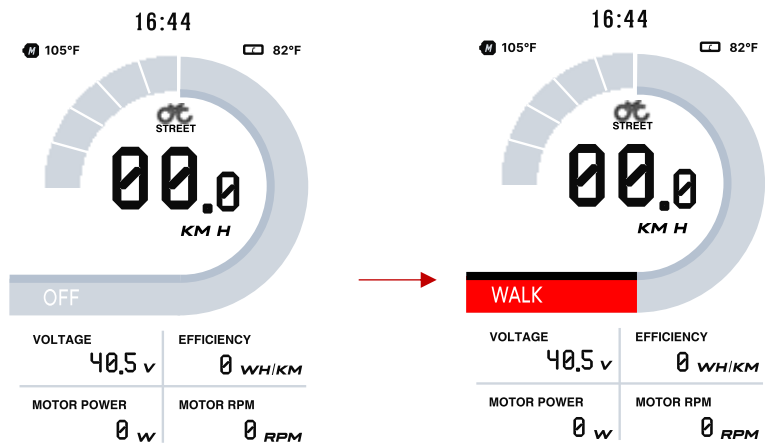 16:44
M 105°F
C 82°F
STREET
00.0
KM H
OFF
VOLTAGE
40.5 V
EFFICIENCY
0 WH/KM
MOTOR POWER
0 W
MOTOR RPM
0 RPM
16:44
M 105°F
C 82°F
STREET
00.0
KM H
WALK
VOLTAGE
40.5 V
EFFICIENCY
0 WH/KM
MOTOR POWER
0 W
MOTOR RPM
0 RPM